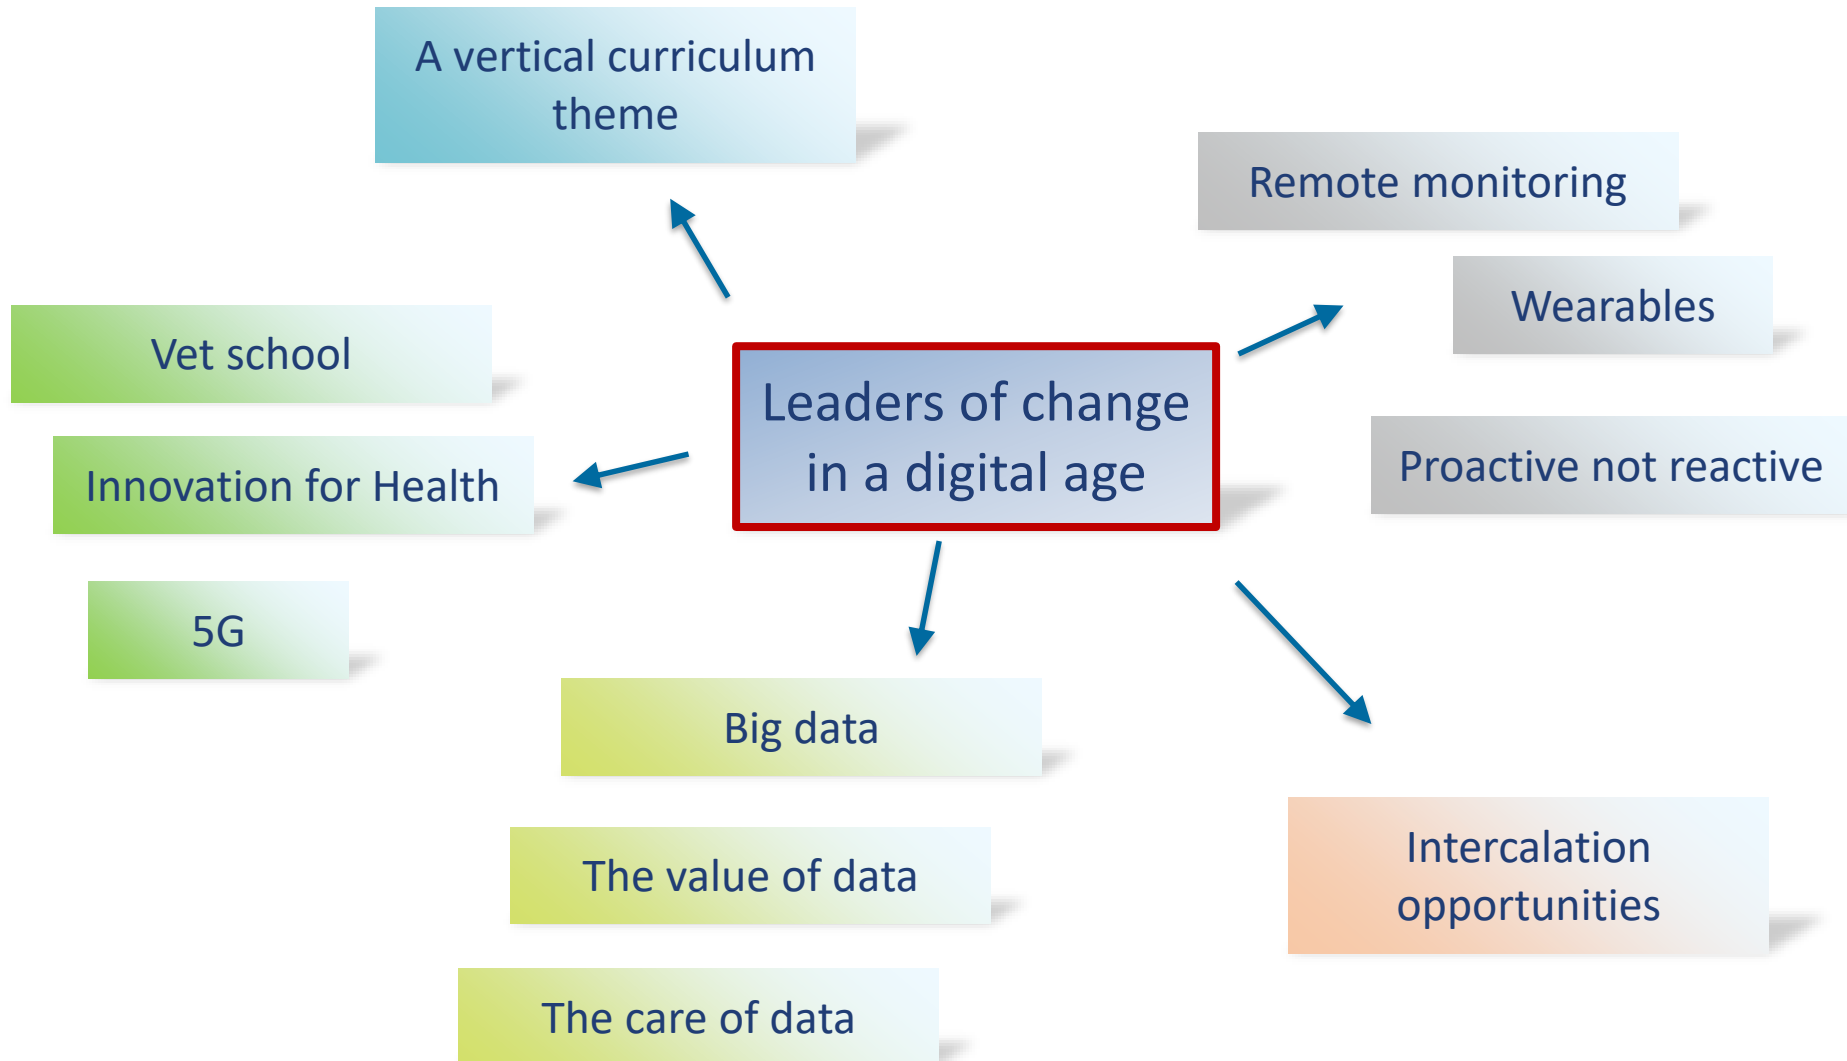 A vertical curriculum
theme
Remote monitoring
Wearables
Vet school
Leaders of change
in a digital age
Proactive not reactive
Innovation for Health
5G
Big data
Intercalation
opportunities
The value of data
The care of data